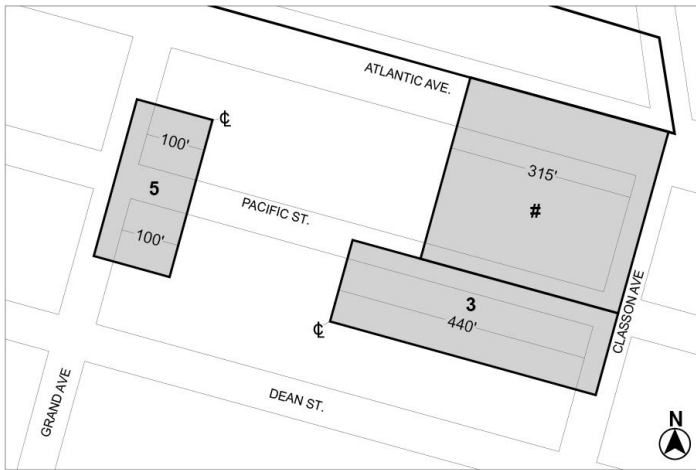 ATLANTIC AVE.
℄
100'
315'
5
#
PACIFIC ST.
100'
3
440'
CLASSON AVE
℄
DEAN ST.
GRAND AVE
N